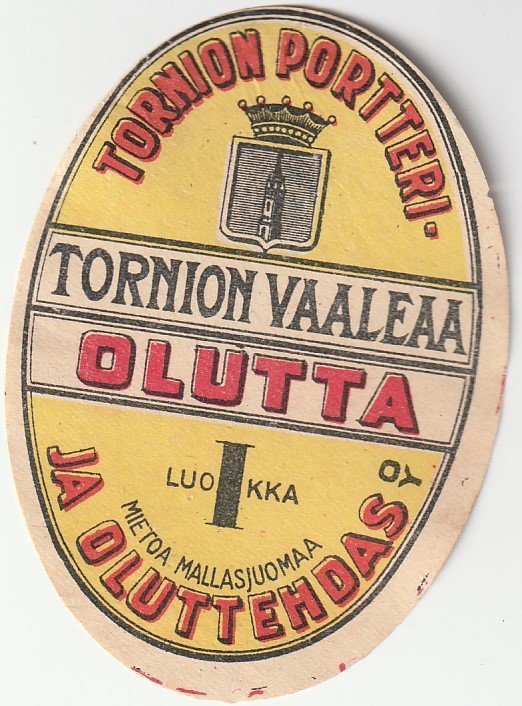 TORNION PORTTERI-
TORNION VAALEAA
OLUTTA
I
LUOKKA
MIETOA MALLASJUOMAA
JA OLUTTEHDAS OY